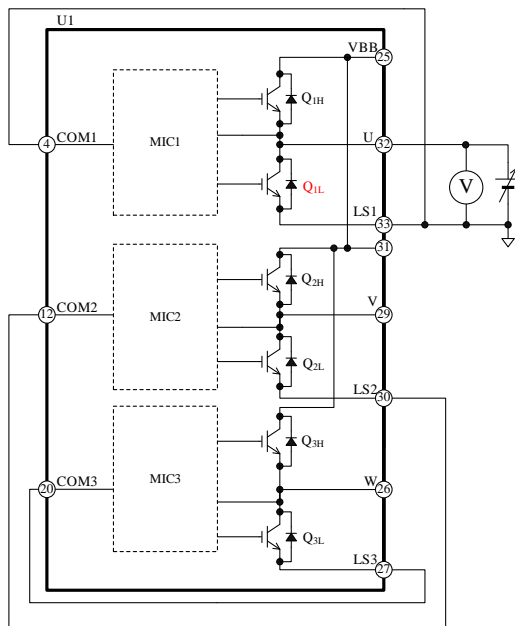 U1
VBB
25
Q1H
4
COM1
MIC1
U
32
V
Q1L
LS1
33
31
Q2H
12
COM2
MIC2
V
29
Q2L
LS2
30
Q3H
20
COM3
MIC3
W
26
Q3L
LS3
27